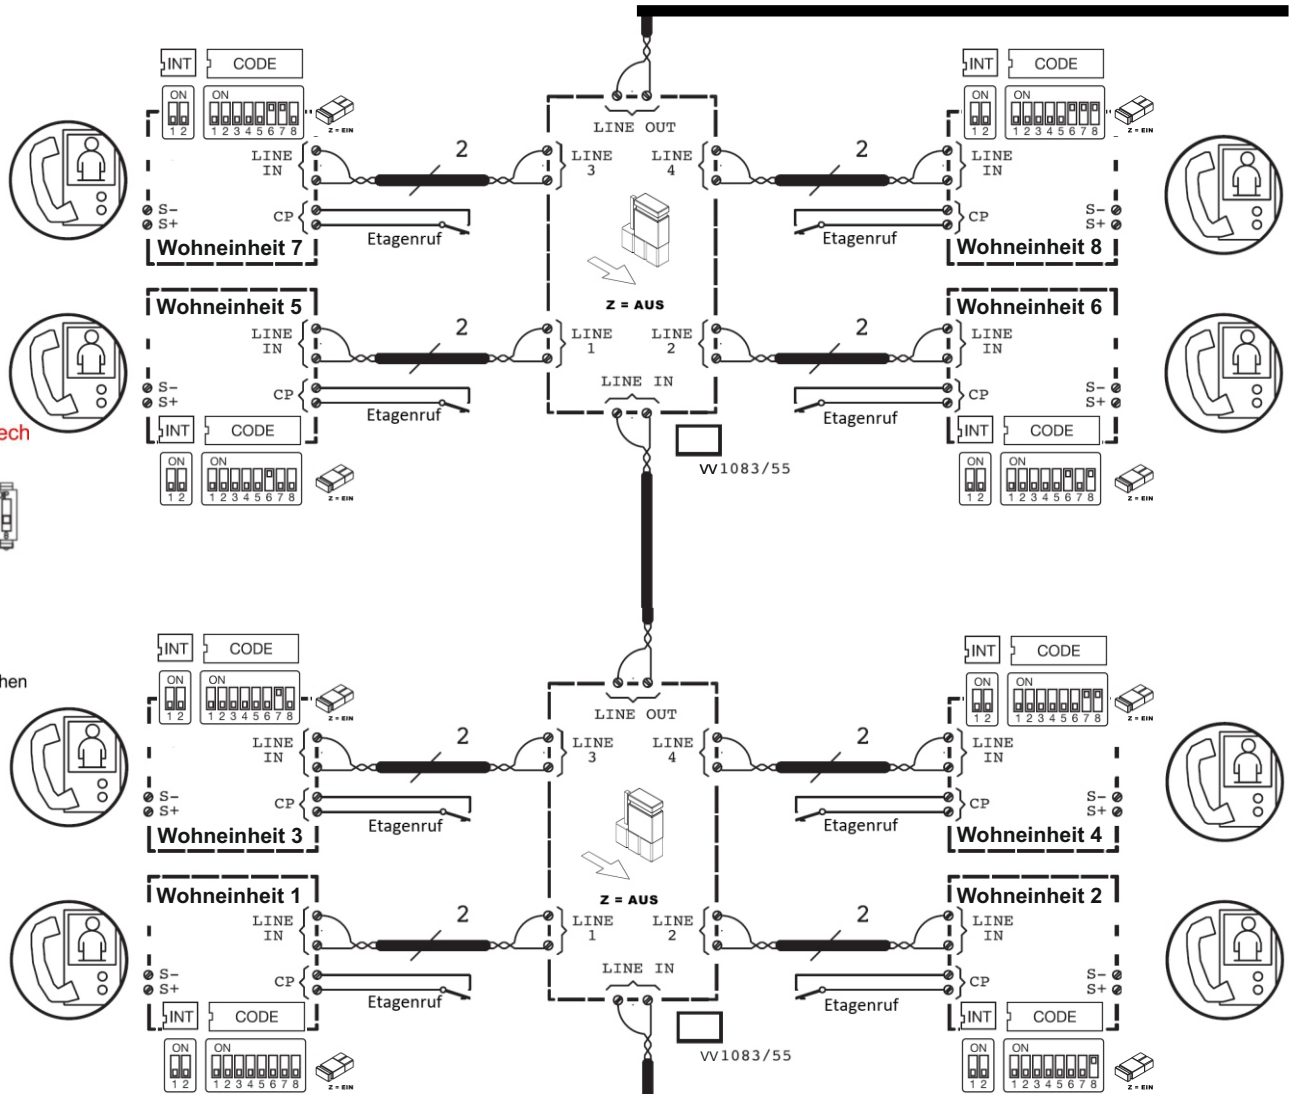 INT CODE
ON ON
1 2 1 2 3 4 5 6 7 8
Z = EIN
LINE IN
2
S-
S+
CP
Etagenruf
Wohneinheit 7
LINE OUT
LINE 3
LINE 4
Z = AUS
LINE 1
LINE 2
LINE IN
VV1083/55
INT CODE
ON ON
1 2 1 2 3 4 5 6 7 8
Z = EIN
2
LINE IN
CP
S-
S+
Etagenruf
Wohneinheit 8
Wohneinheit 5
LINE IN
2
S-
S+
CP
Etagenruf
INT CODE
ON ON
1 2 1 2 3 4 5 6 7 8
Z = EIN
Wohneinheit 6
2
LINE IN
CP
S-
S+
Etagenruf
INT CODE
ON ON
1 2 1 2 3 4 5 6 7 8
Z = EIN
ech
hen
INT CODE
ON ON
1 2 1 2 3 4 5 6 7 8
Z = EIN
LINE IN
2
S-
S+
CP
Etagenruf
Wohneinheit 3
LINE OUT
LINE 3
LINE 4
Z = AUS
LINE 1
LINE 2
LINE IN
VV1083/55
INT CODE
ON ON
1 2 1 2 3 4 5 6 7 8
Z = EIN
2
LINE IN
CP
S-
S+
Etagenruf
Wohneinheit 4
Wohneinheit 1
LINE IN
2
S-
S+
CP
Etagenruf
INT CODE
ON ON
1 2 1 2 3 4 5 6 7 8
Z = EIN
Wohneinheit 2
2
LINE IN
CP
S-
S+
Etagenruf
INT CODE
ON ON
1 2 1 2 3 4 5 6 7 8
Z = EIN